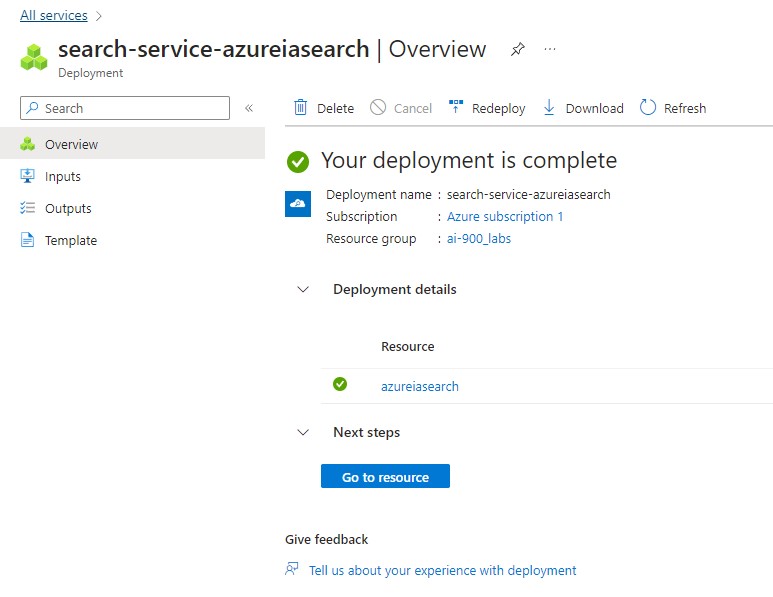 All services
search-service-azureiasearch | Overview
Deployment
Search
Delete Cancel Redeploy Download Refresh
Overview
Inputs
Outputs
Template
Your deployment is complete
Deployment name : search-service-azureiasearch
Subscription : Azure subscription 1
Resource group : ai-900_labs
Deployment details
Resource
azureiasearch
Next steps
Go to resource
Give feedback
Tell us about your experience with deployment